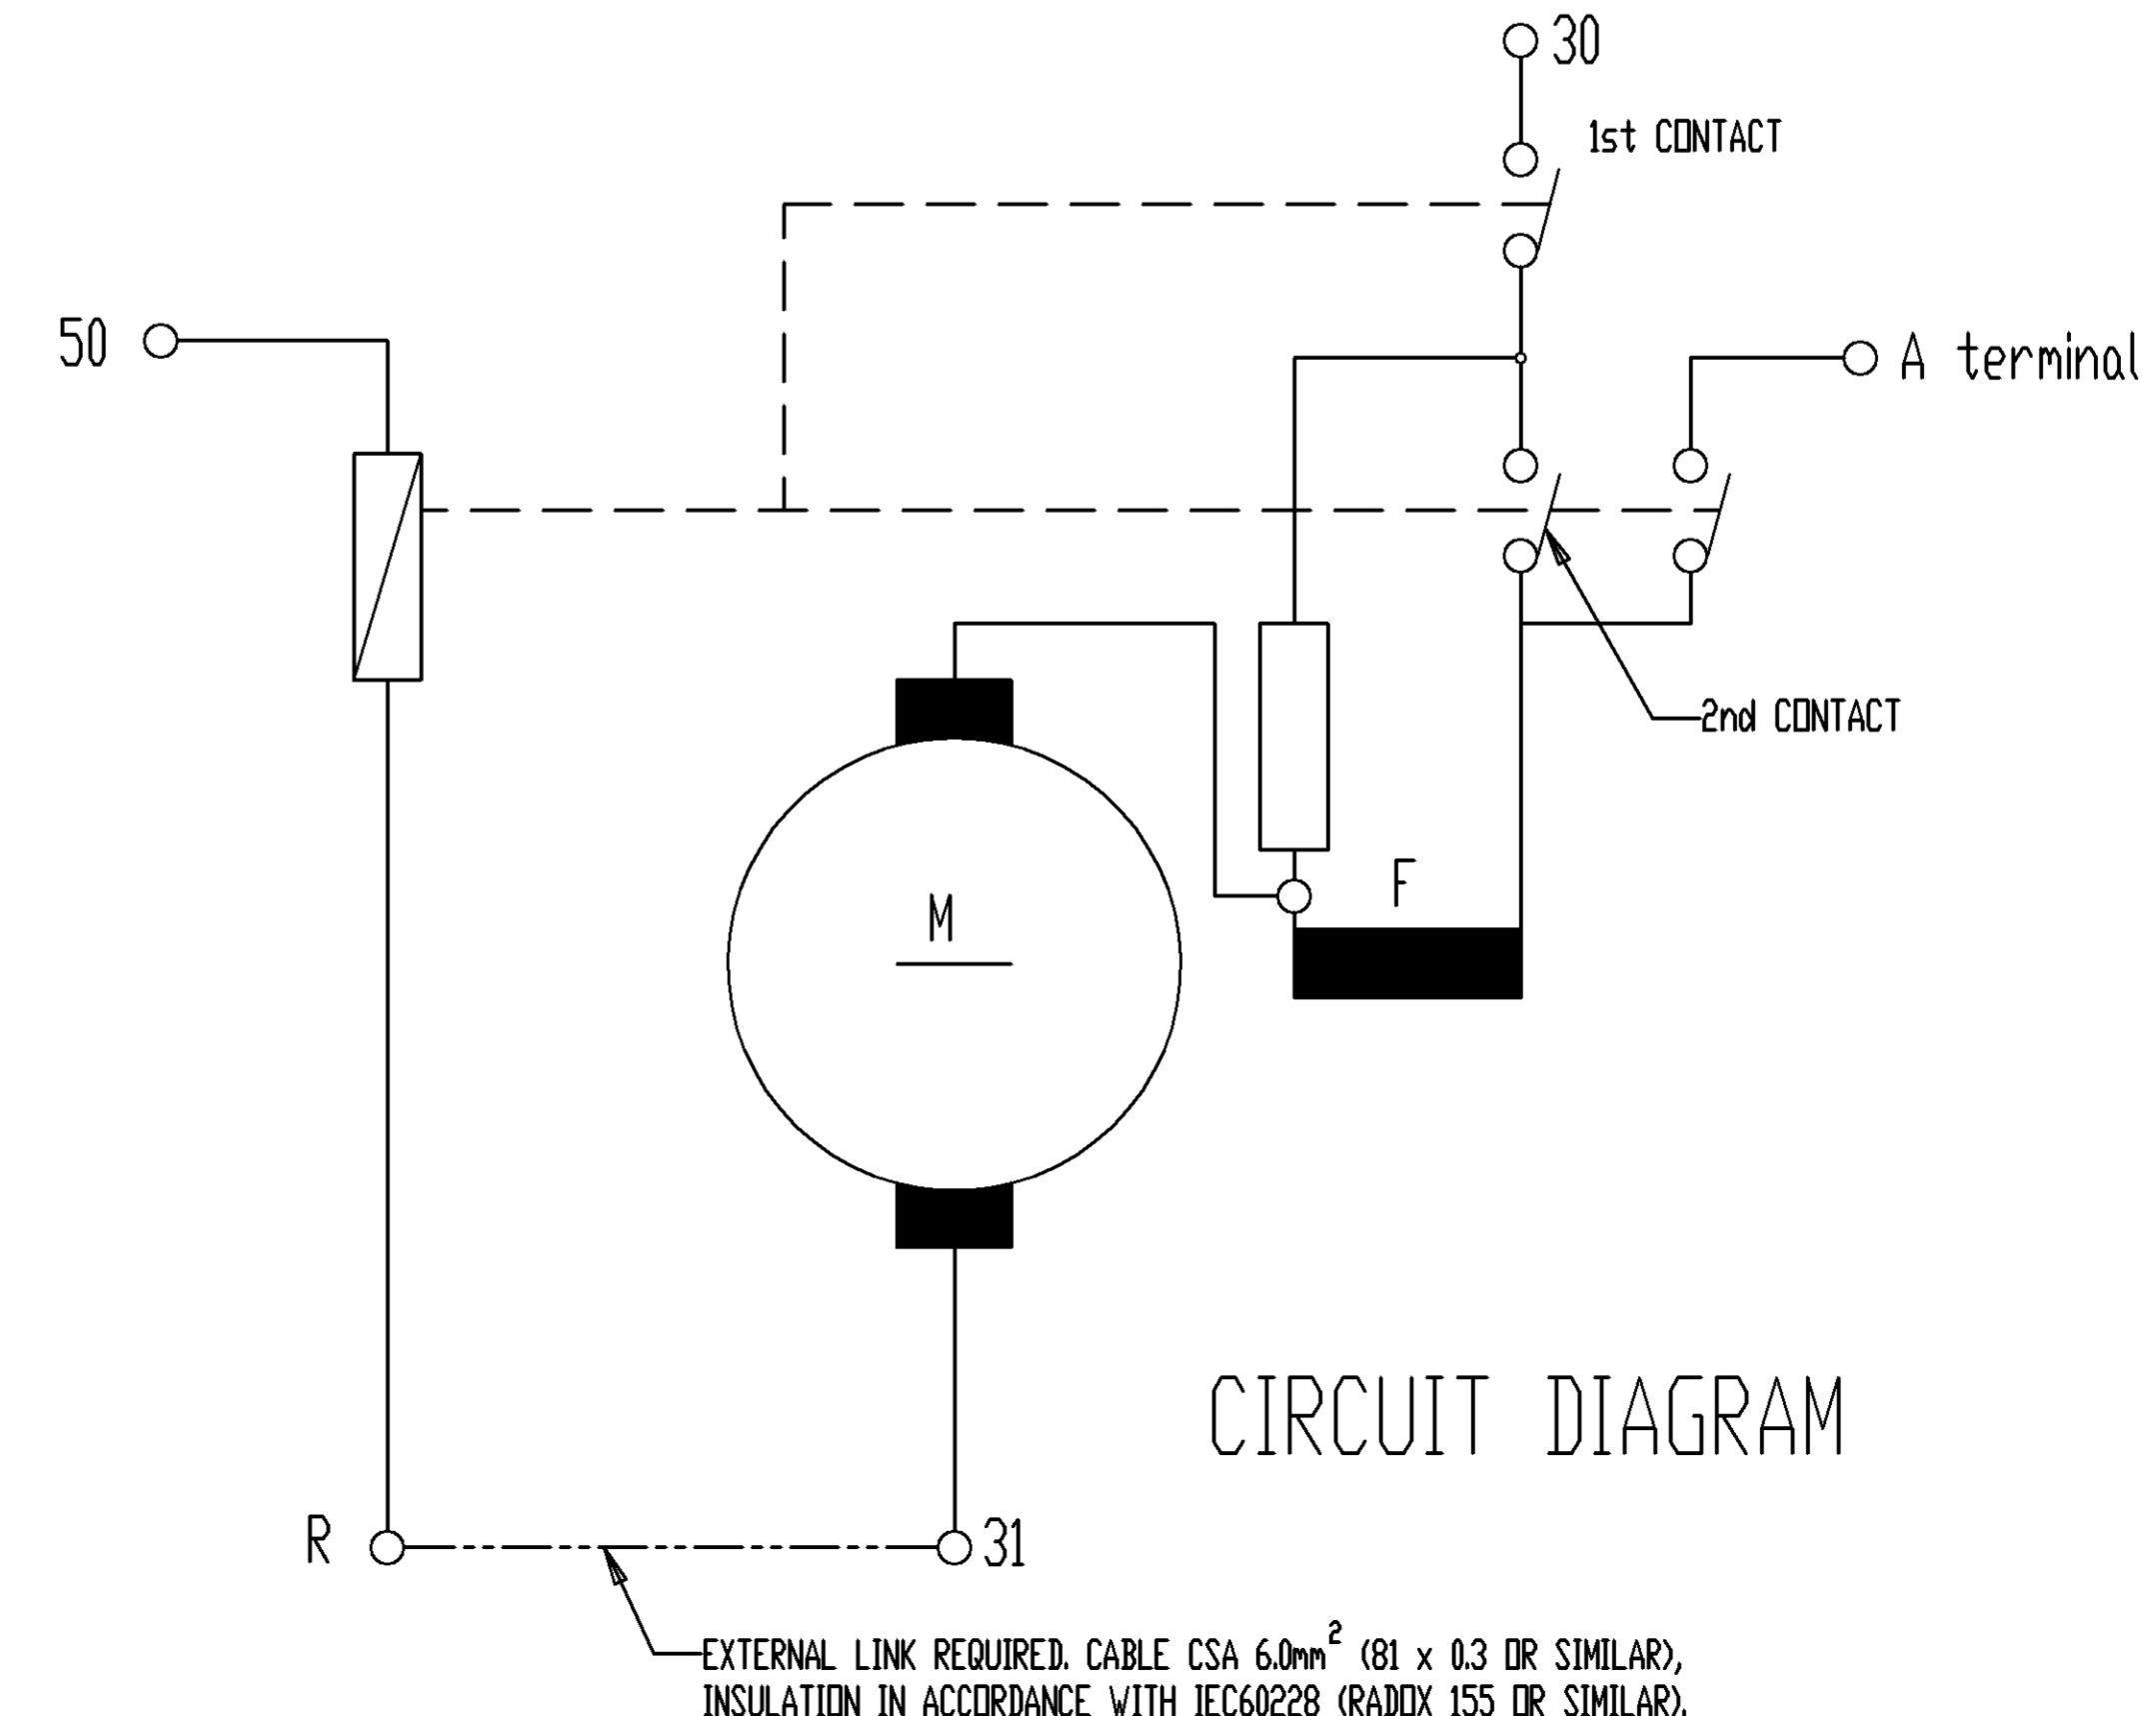 30
1st CONTACT
50
A terminal
2nd CONTACT
F
M
CIRCUIT DIAGRAM
R
31
EXTERNAL LINK REQUIRED. CABLE CSA 6.0mm² (81 x 0.3 OR SIMILAR),
INSULATION IN ACCORDANCE WITH IEC60228 (RADOX 155 OR SIMILAR).